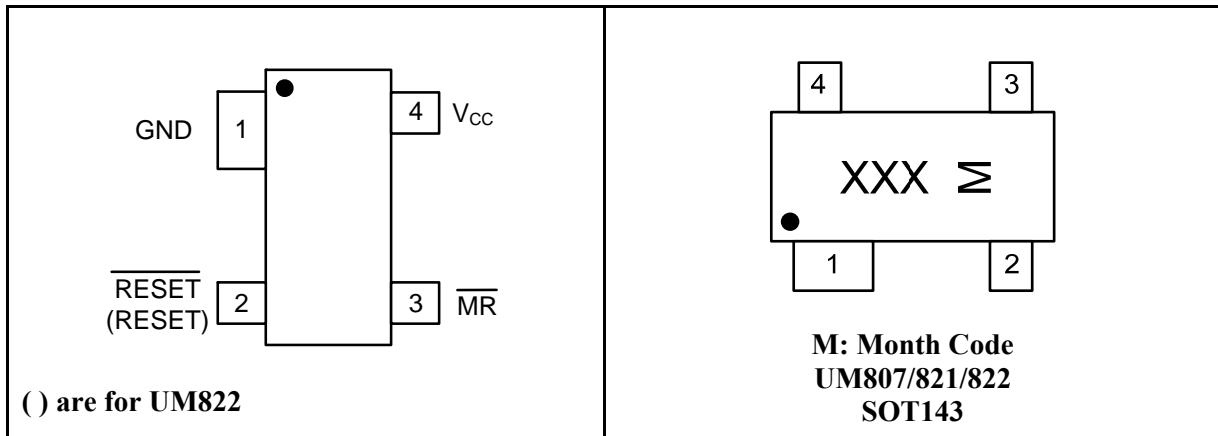 GND 1 4 VCC
RESET
(RESET) 2 3 MR
( ) are for UM822
4 3
XXX M
1 2
M: Month Code
UM807/821/822
SOT143